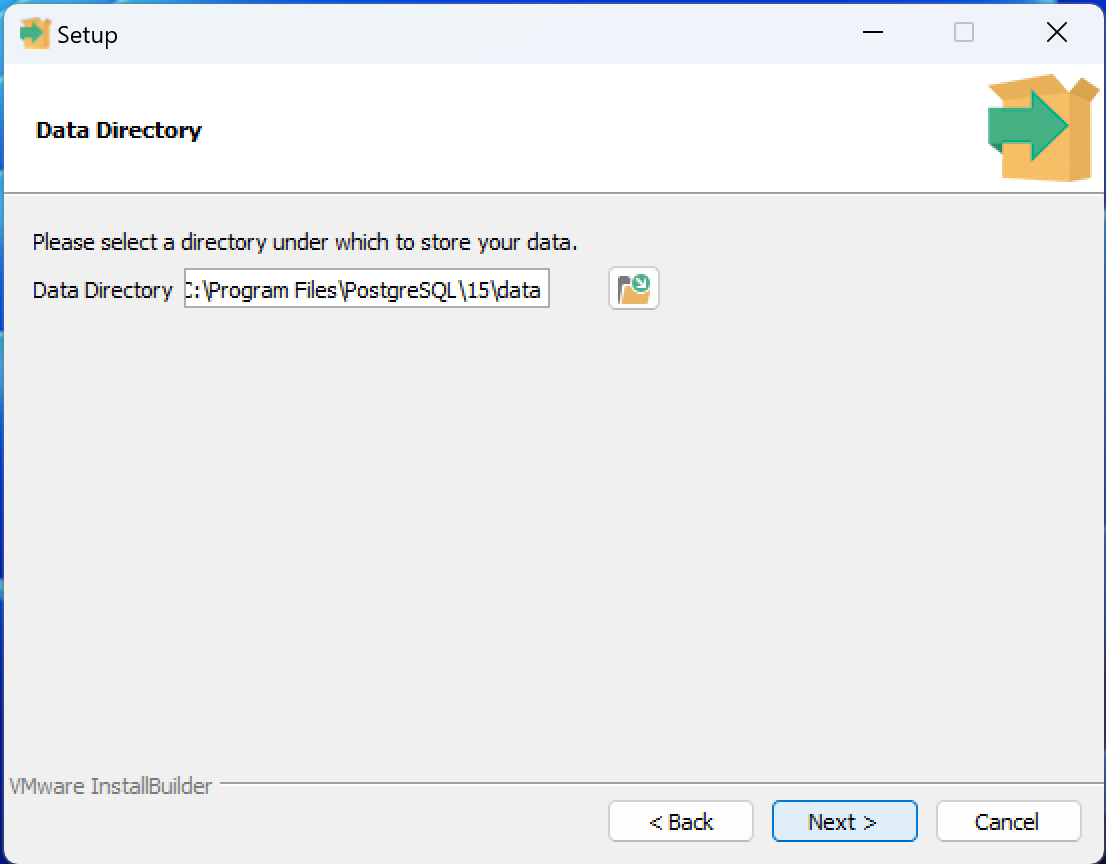 Setup
Data Directory
Please select a directory under which to store your data.
Data Directory C:\Program Files\PostgreSQL\15\data
VMware InstallBuilder
< Back Next > Cancel